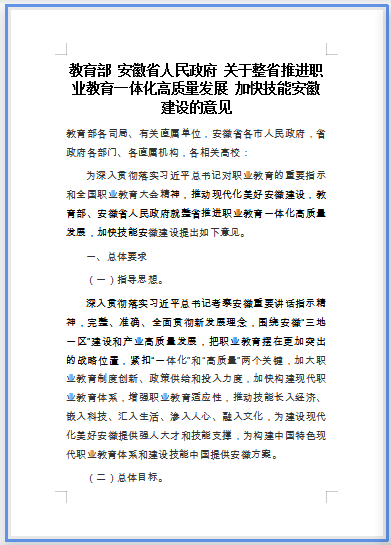 教育部 安徽省人民政府 关于整省推进职
业教育一体化高质量发展 加快技能安徽
建设的意见
教育部各司局、有关直属单位，安徽省各市人民政府，省
政府各部门、各直属机构，各相关高校：
为深入贯彻落实习近平总书记对职业教育的重要指示
和全国职业教育大会精神，推动现代化美好安徽建设，教
育部、安徽省人民政府就整省推进职业教育一体化高质量
发展，加快技能安徽建设提出如下意见。
一、总体要求
（一）指导思想。
深入贯彻落实习近平总书记考察安徽重要讲话指示精
神，完整、准确、全面贯彻新发展理念，围绕安徽“三地
一区”建设和产业高质量发展，把职业教育摆在更加突出
的战略位置，紧扣“一体化”和“高质量”两个关键，加大职
业教育制度创新、政策供给和投入力度，加快构建现代职
业教育体系，增强职业教育适应性，推动技能长入经济、
嵌入科技、汇入生活、渗入人心、融入文化，为建设现代
化美好安徽提供强人大才和技能支撑，为构建中国特色现
代职业教育体系和建设技能中国提供安徽方案。
（二）总体目标。